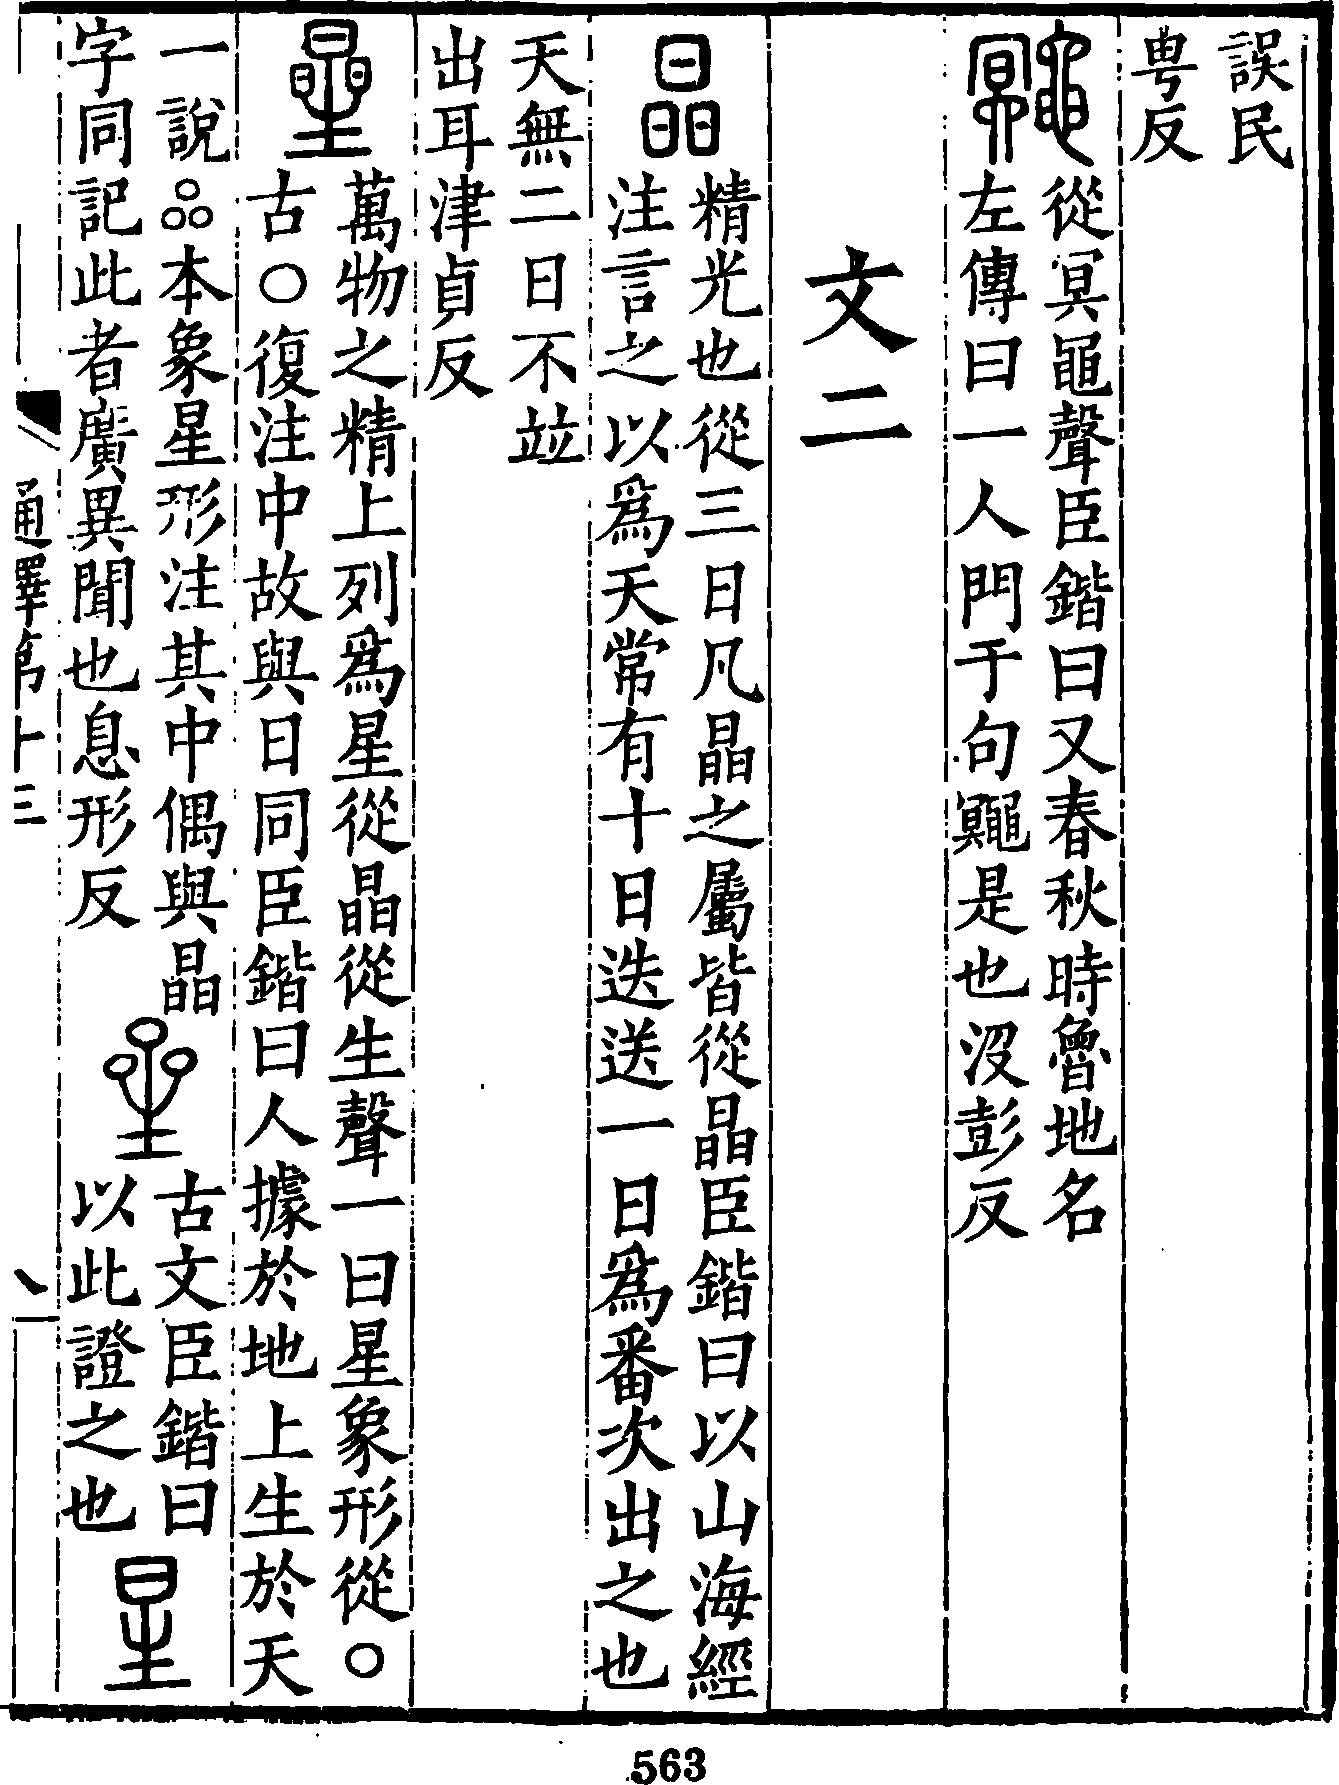 誤民
粤反
鼆
從冥黽聲臣鍇曰又春秋時魯地名
左傳曰一人門于句鼆是也沒彭反
文二
晶
精光也從三日凡晶之屬皆從晶臣鍇曰以山海經
注言之以爲天常有十日迭送一日爲番次出之也
天無二日不竝
出耳津貞反
曐
萬物之精上列爲星從晶從生聲一曰星象形從○
古○復注中故與日同臣鍇曰人據於地上生於天
一說𠱠本象星形注其中偶與晶
字同記此者廣異聞也息形反
古文臣鍇曰
以此證之也
星
通釋第十三
563